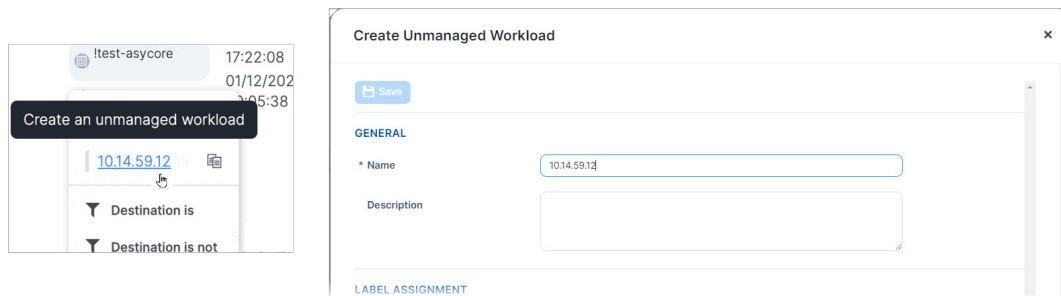 !test-asycore
17:22:08
01/12/202
05:38
Create an unmanaged workload
10.14.59.12
Destination is
Destination is not
Create Unmanaged Workload
×
Save
GENERAL
* Name
10.14.59.12
Description
LABEL ASSIGNMENT